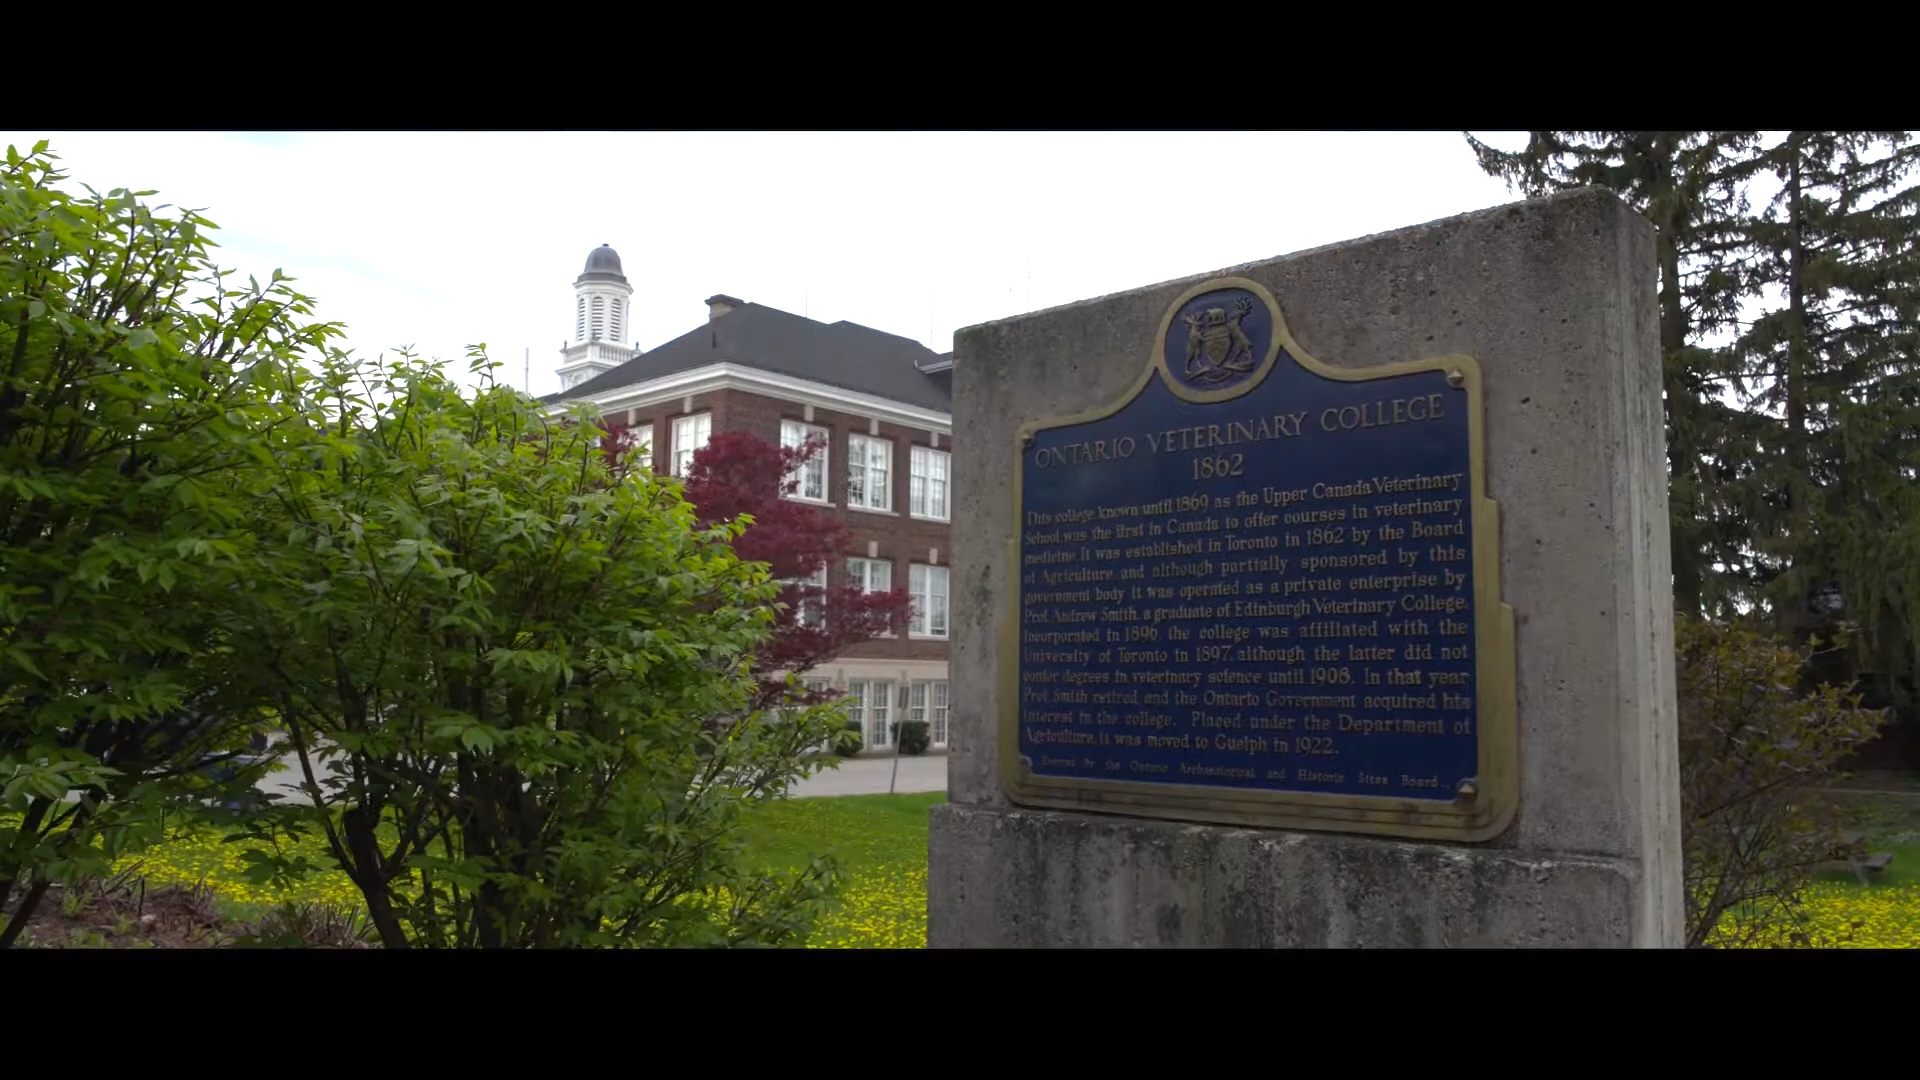 ONTARIO VETERINARY COLLEGE
1862
This college, known until 1869 as the Upper Canada Veterinary
School, was the first in Canada to offer courses in veterinary
medicine. It was established in Toronto in 1862 by the Board
of Agriculture, and although partially sponsored by this
government body it was operated as a private enterprise by
Prof. Andrew Smith, a graduate of Edinburgh Veterinary College.
Incorporated in 1896, the college was affiliated with the
University of Toronto in 1897, although the latter did not
confer degrees in veterinary science until 1908. In that year
Prof. Smith retired and the Ontario Government acquired his
interest in the college. Placed under the Department of
Agriculture, it was moved to Guelph in 1922.
Erected by the Ontario Archaeological and Historic Sites Board.